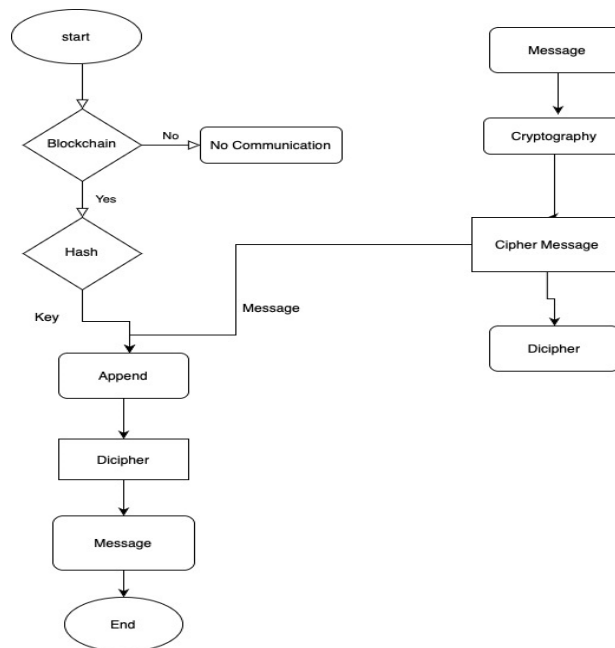 start
Message
Cryptography
Blockchain
No
No Communication
Yes
Hash
Cipher Message
Key
Message
Dicipher
Append
Dicipher
Message
End